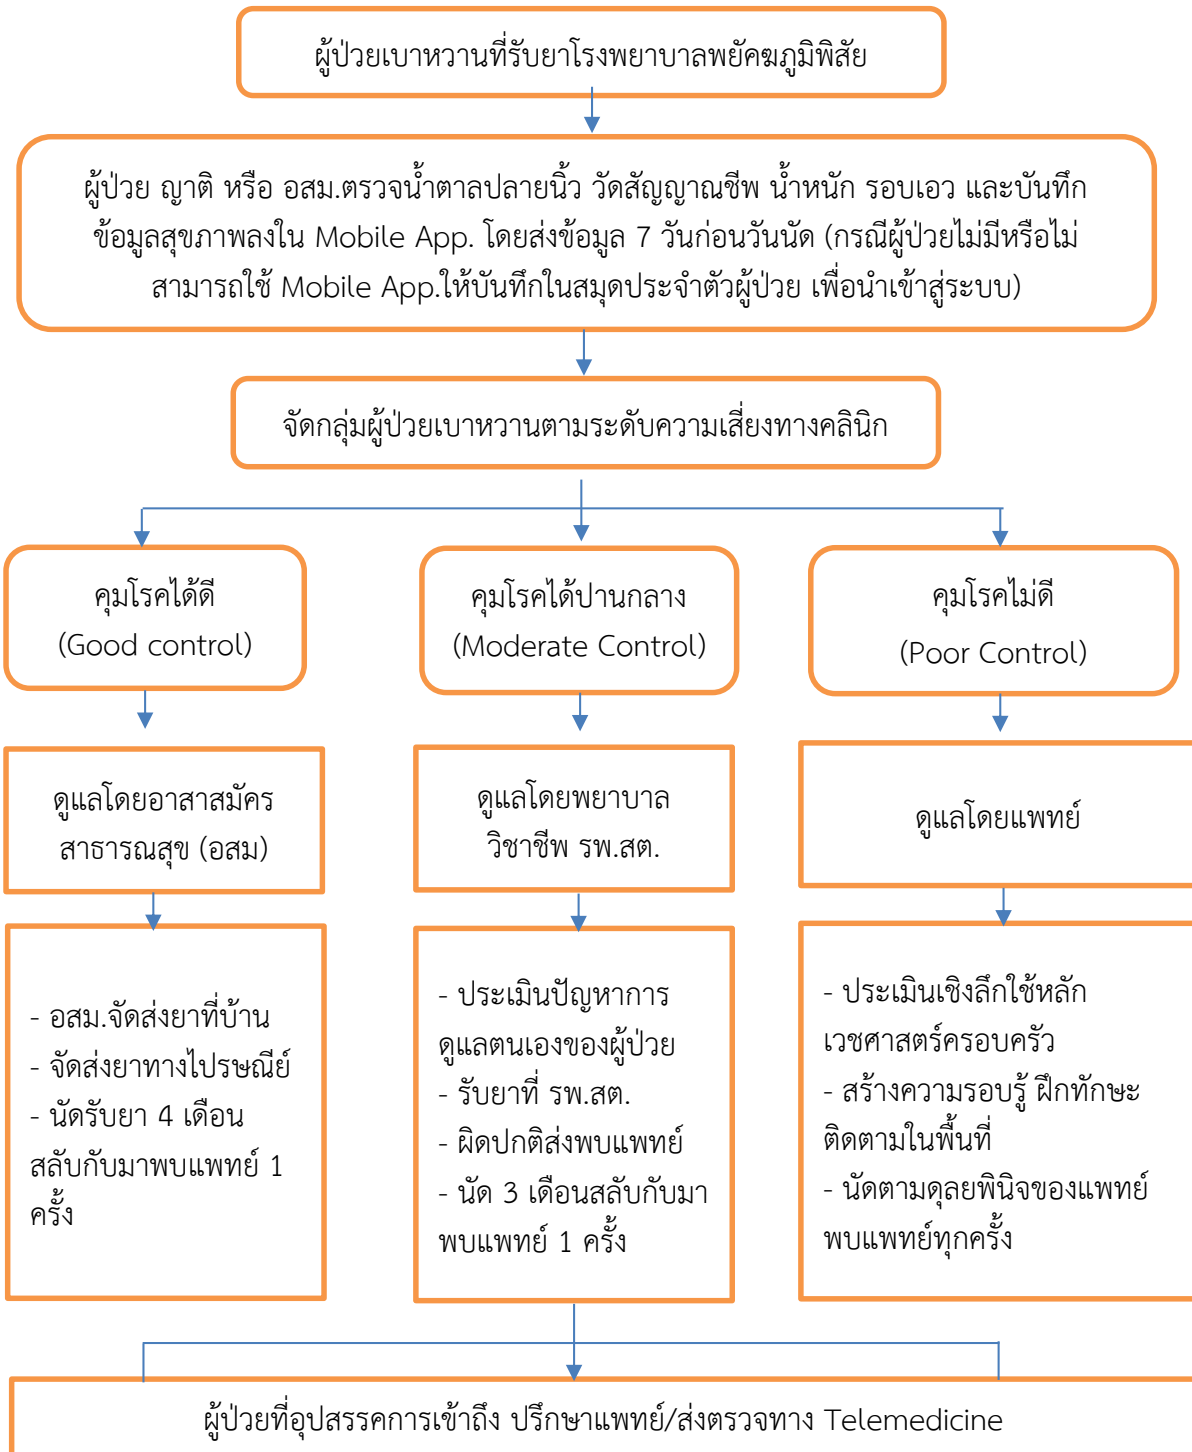 ผู้ป่วยเบาหวานที่รับยาโรงพยาบาลพยัคฆภูมิพิสัย
ผู้ป่วย ญาติ หรือ อสม.ตรวจน้ำตาลปลายนิ้ว วัดสัญญาณชีพ น้ำหนัก รอบเอว และบันทึก
ข้อมูลสุขภาพลงใน Mobile App. โดยส่งข้อมูล 7 วันก่อนวันนัด (กรณีผู้ป่วยไม่มีหรือไม่
สามารถใช้ Mobile App.ให้บันทึกในสมุดประจำตัวผู้ป่วย เพื่อนำเข้าสู่ระบบ)
จัดกลุ่มผู้ป่วยเบาหวานตามระดับความเสี่ยงทางคลินิก
คุมโรคได้ดี
(Good control)
คุมโรคได้ปานกลาง
(Moderate Control)
คุมโรคไม่ดี
(Poor Control)
ดูแลโดยอาสาสมัคร
สาธารณสุข (อสม)
ดูแลโดยพยาบาล
วิชาชีพ รพ.สต.
ดูแลโดยแพทย์
- อสม.จัดส่งยาที่บ้าน
- จัดส่งยาทางไปรษณีย์
- นัดรับยา 4 เดือน
สลับกับมาพบแพทย์ 1
ครั้ง
- ประเมินปัญหาการ
ดูแลตนเองของผู้ป่วย
- รับยาที่ รพ.สต.
- ผิดปกติส่งพบแพทย์
- นัด 3 เดือนสลับกับมา
พบแพทย์ 1 ครั้ง
- ประเมินเชิงลึกใช้หลัก
เวชศาสตร์ครอบครัว
- สร้างความรอบรู้ ฝึกทักษะ
ติดตามในพื้นที่
- นัดตามดุลยพินิจของแพทย์
พบแพทย์ทุกครั้ง
ผู้ป่วยที่อุปสรรคการเข้าถึง ปรึกษาแพทย์/ส่งตรวจทาง Telemedicine